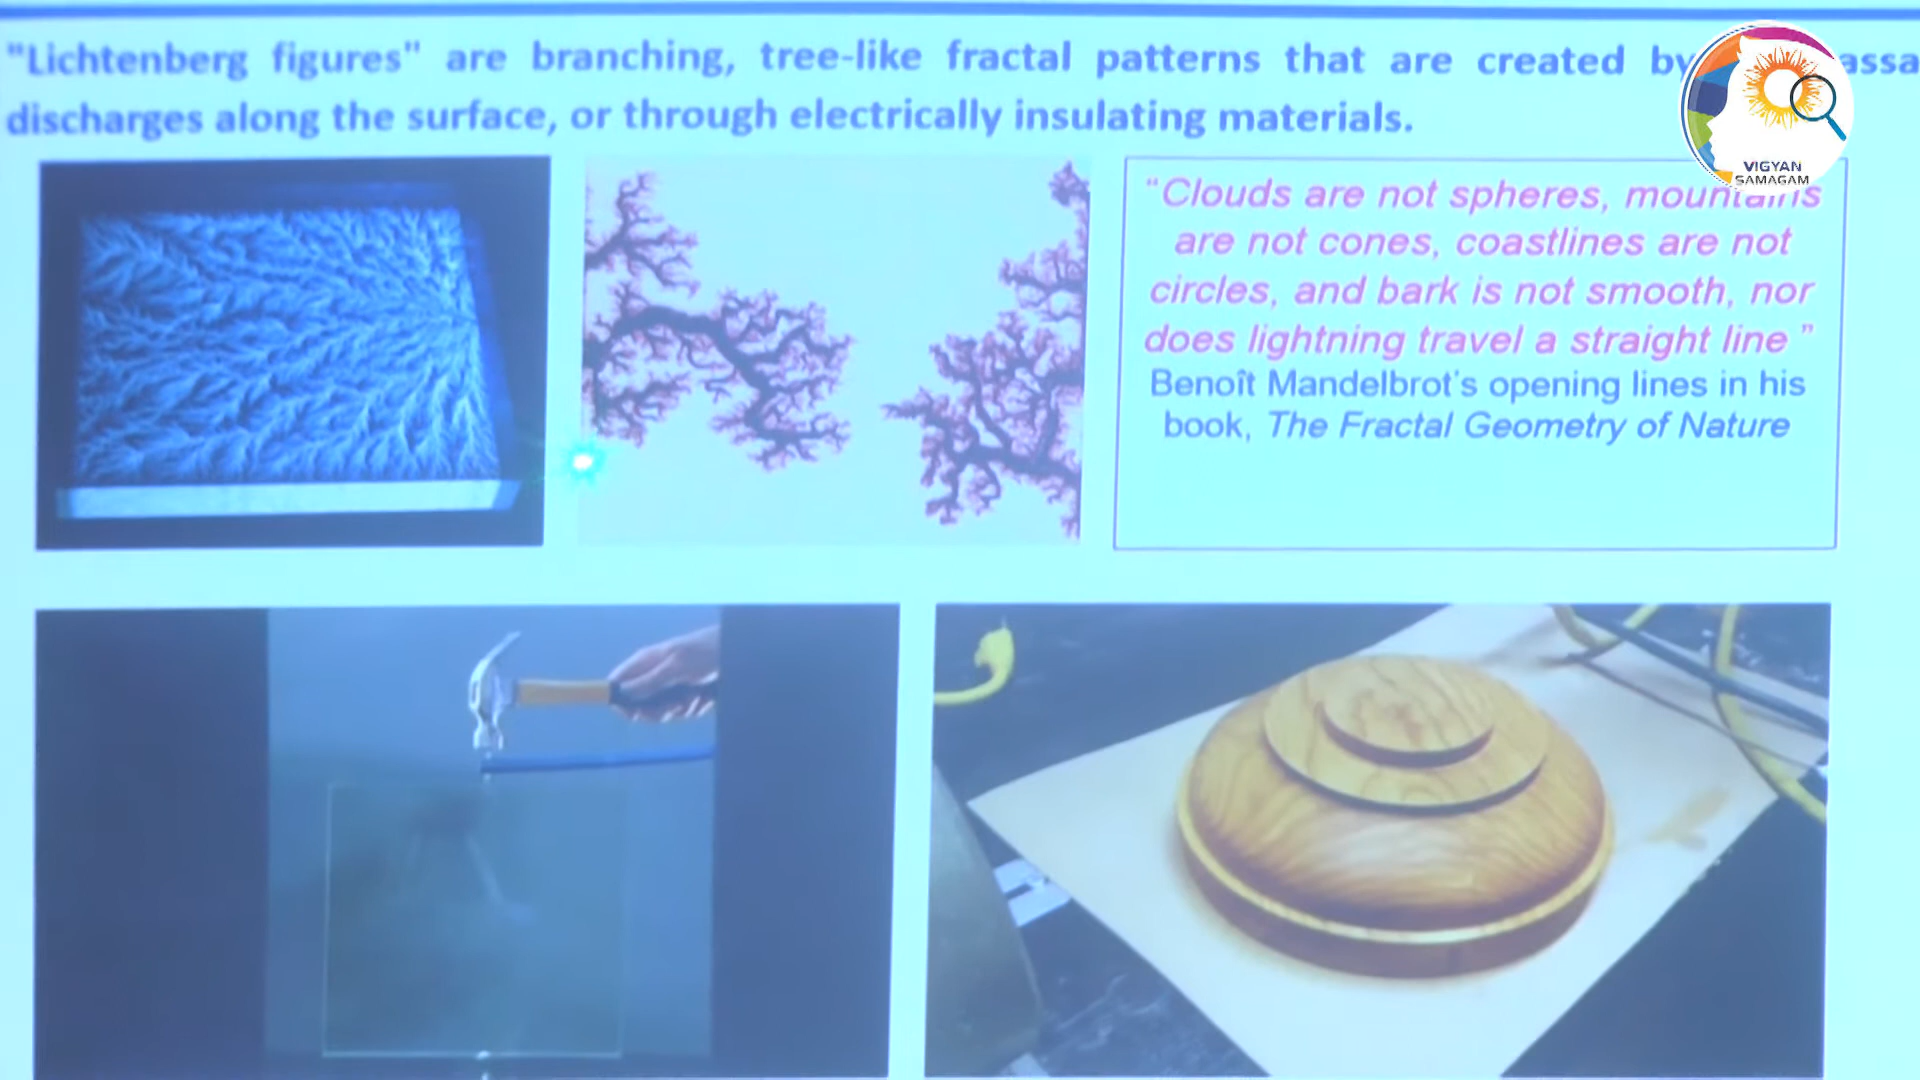 "Lichtenberg figures" are branching, tree-like fractal patterns that are created by
discharges along the surface, or through electrically insulating materials.
VIGYAN
SAMAGAM
“Clouds are not spheres, mountains
are not cones, coastlines are not
circles, and bark is not smooth, nor
does lightning travel a straight line ”
Benoît Mandelbrot's opening lines in his
book, The Fractal Geometry of Nature